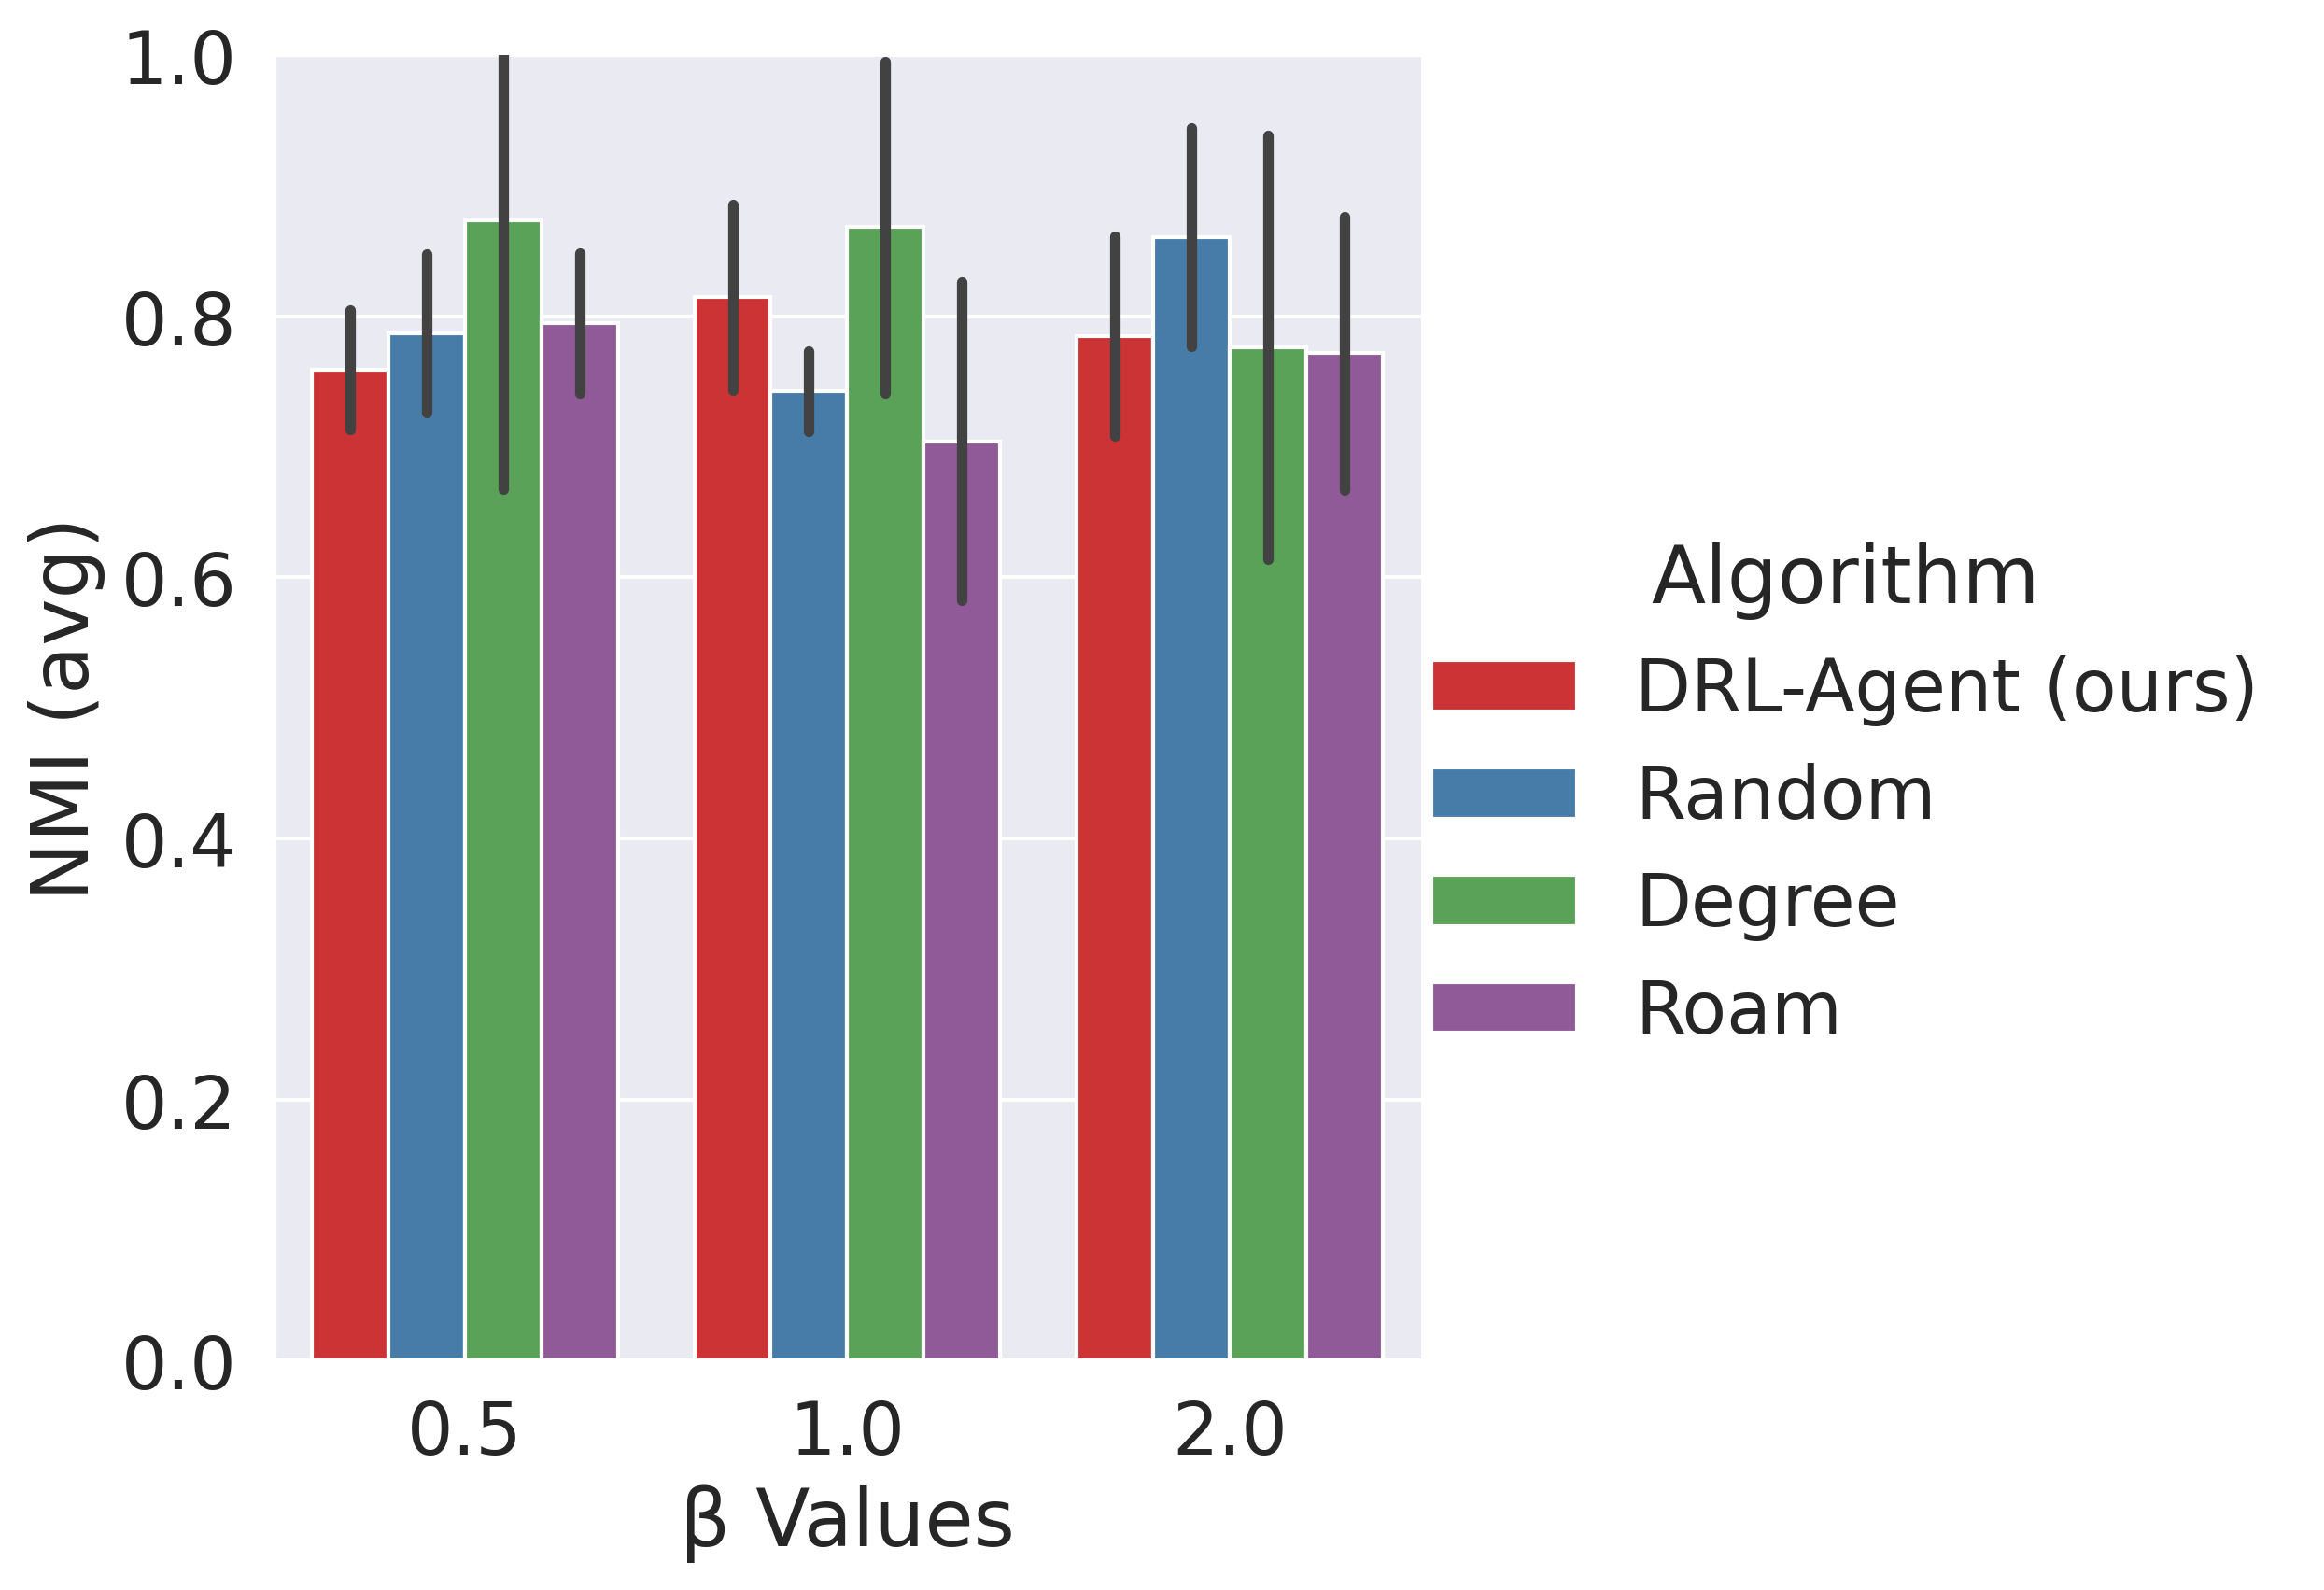 1.0
0.8
0.6
0.4
0.2
0.0
NMI (avg)
0.5 1.0 2.0
β Values
Algorithm
DRL-Agent (ours)
Random
Degree
Roam